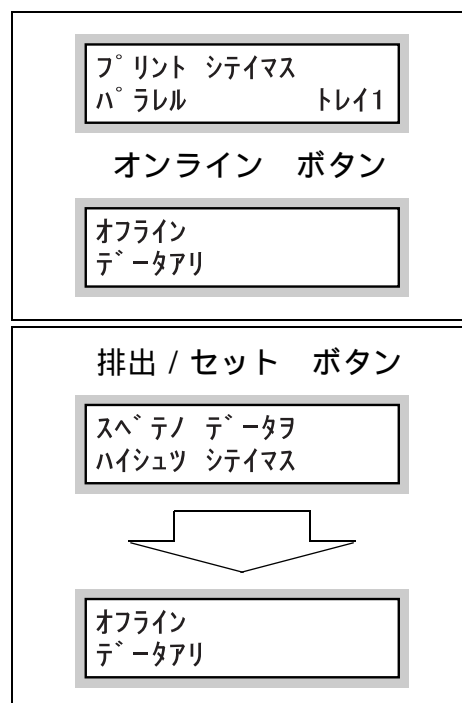 プリント シテイマス
パラレル トレイ1
オンライン ボタン
オフライン
データアリ
排出 / セット ボタン
スベテノ データヲ
ハイシュツ シテイマス
オフライン
データアリ